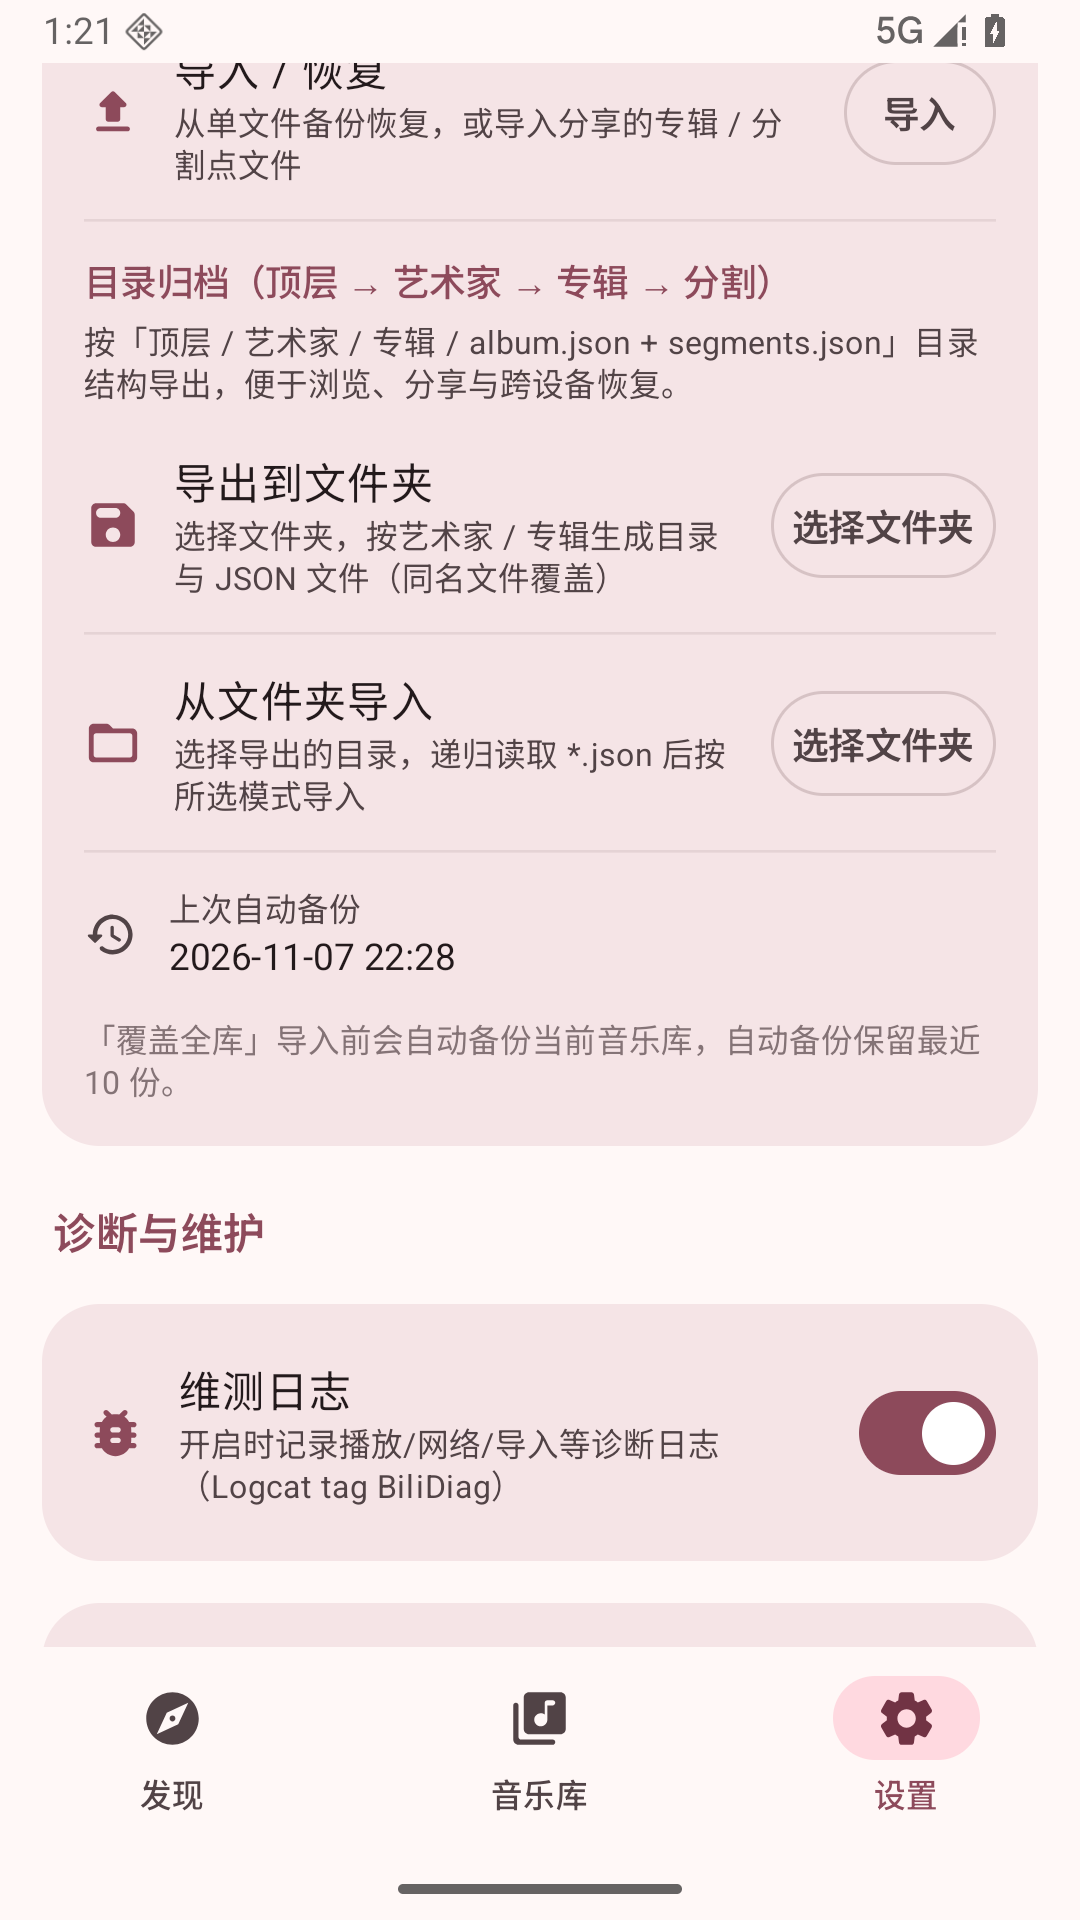 1:21
5G
导入 / 恢复
从单文件备份恢复，或导入分享的专辑 / 分
割点文件
导入
目录归档（顶层 → 艺术家 → 专辑 → 分割）
按「顶层 / 艺术家 / 专辑 / album.json + segments.json」目录
结构导出，便于浏览、分享与跨设备恢复。
导出到文件夹
选择文件夹，按艺术家 / 专辑生成目录
与 JSON 文件（同名文件覆盖）
选择文件夹
从文件夹导入
选择导出的目录，递归读取 *.json 后按
所选模式导入
选择文件夹
上次自动备份
2026-11-07 22:28
「覆盖全库」导入前会自动备份当前音乐库，自动备份保留最近
10 份。
诊断与维护
维测日志
开启时记录播放/网络/导入等诊断日志
（Logcat tag BiliDiag）
发现
音乐库
设置